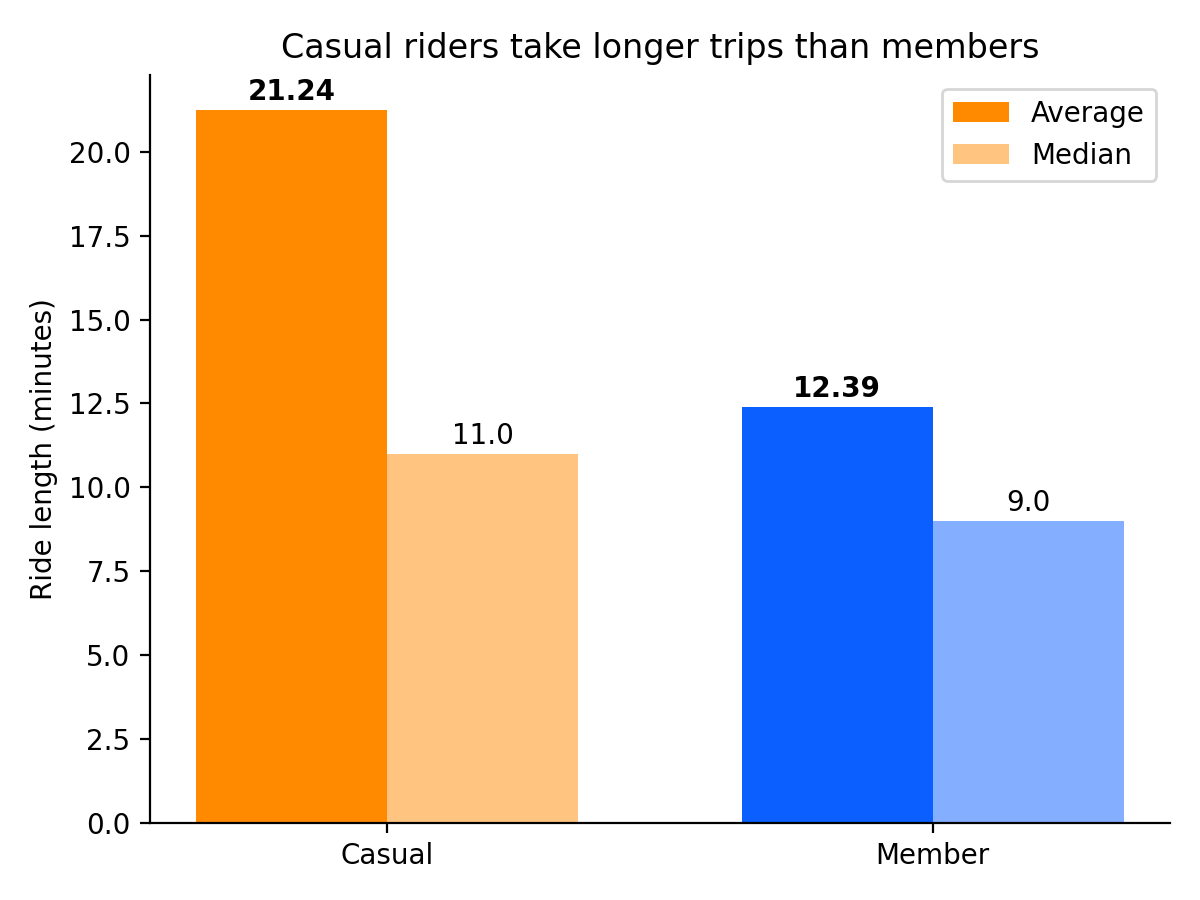 Casual riders take longer trips than members
21.24
Average
Median
20.0
17.5
15.0
12.5
10.0
7.5
5.0
2.5
0.0
Ride length (minutes)
11.0
12.39
9.0
Casual
Member